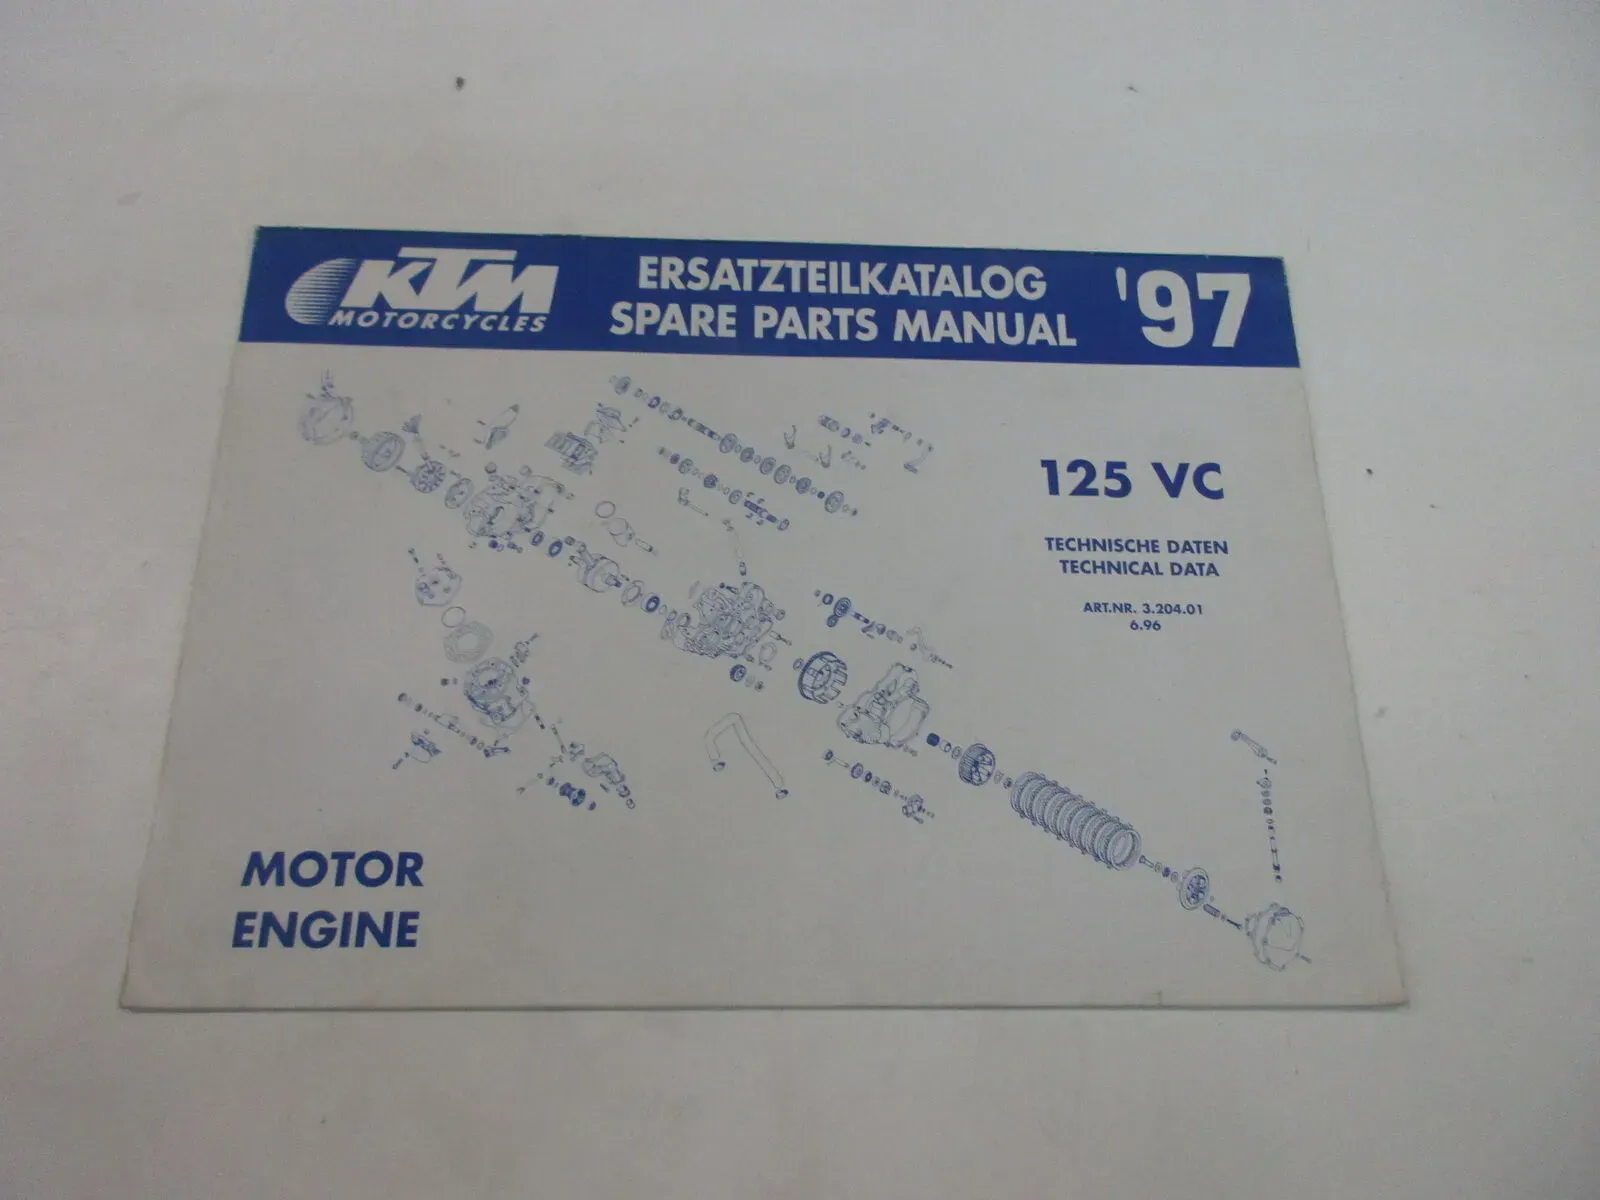 KTM
MOTORCYCLES
ERSATZTEILKATALOG
SPARE PARTS MANUAL
'97
125 VC
TECHNISCHE DATEN
TECHNICAL DATA
ART.NR. 3.204.01
6.96
MOTOR
ENGINE